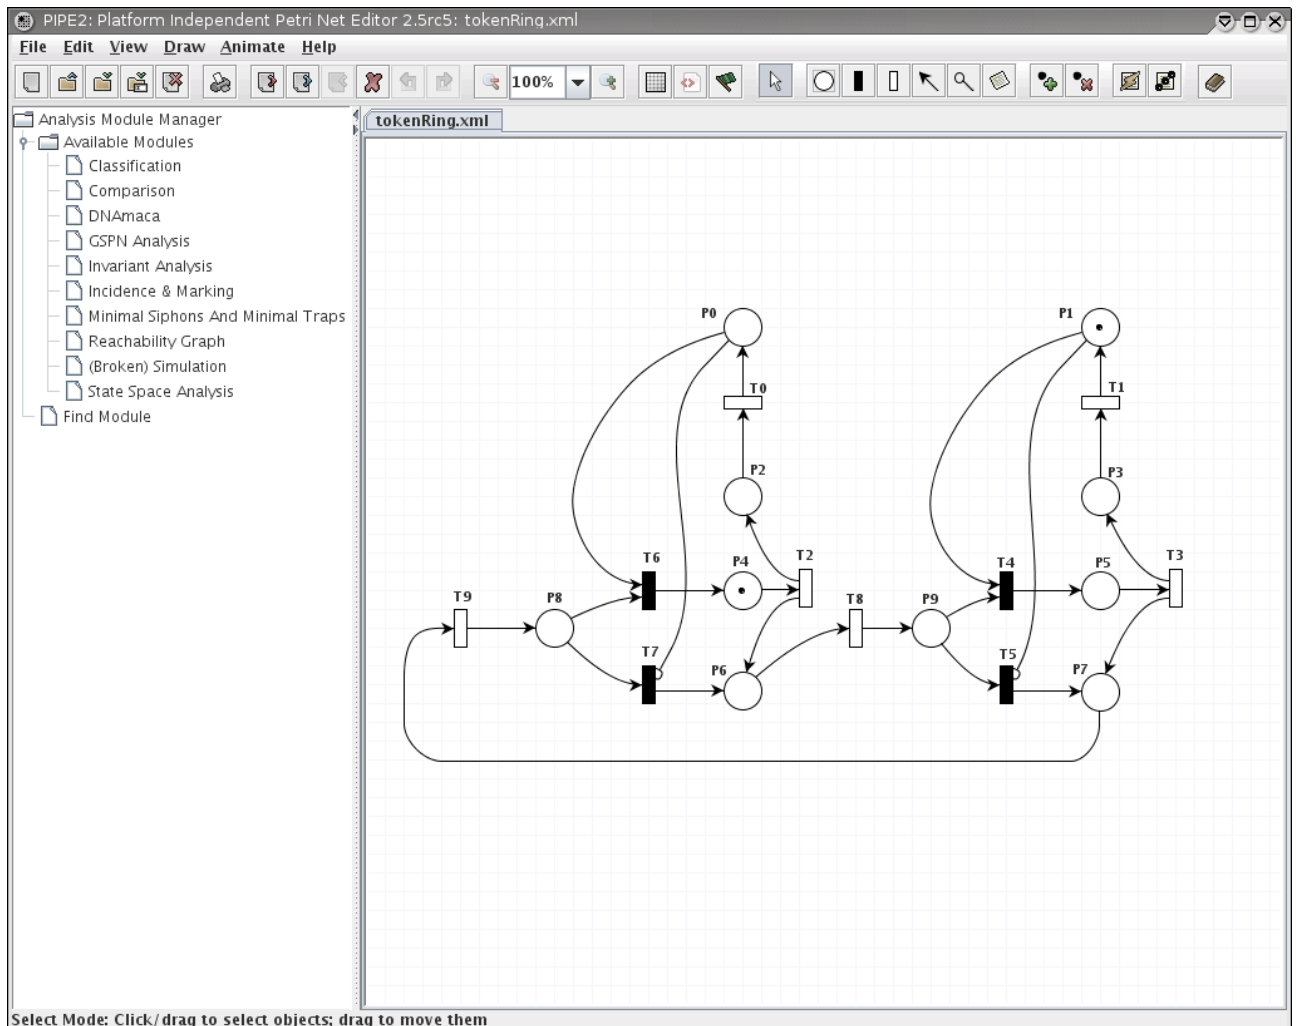 PIPE2: Platform Independent Petri Net Editor 2.5rc5: tokenRing.xml
File Edit View Draw Animate Help
100%
Analysis Module Manager
Available Modules
Classification
Comparison
DNAmaca
GSPN Analysis
Invariant Analysis
Incidence & Marking
Minimal Siphons And Minimal Traps
Reachability Graph
(Broken) Simulation
State Space Analysis
Find Module
tokenRing.xml
P0 P1
T0 T1
P2 P3
T6 P4 T2 T4 P5 T3
T9 P8 T8 P9
T7 P6 T5 P7
Select Mode: Click/drag to select objects; drag to move them